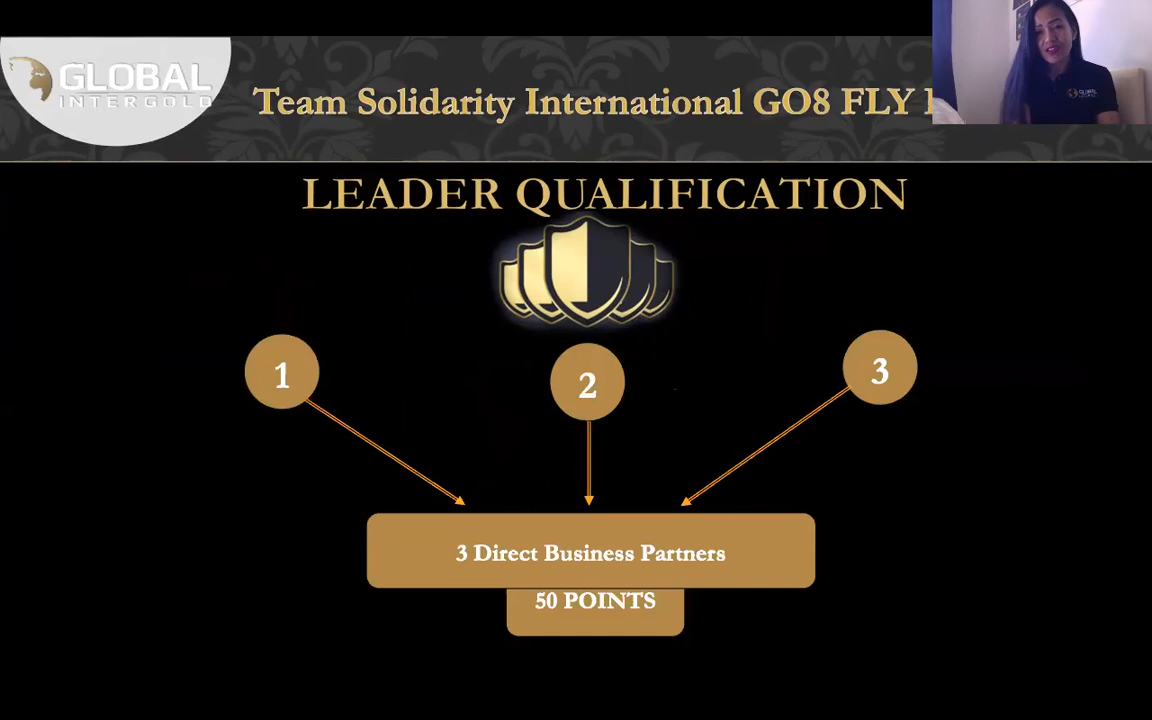 GLOBAL
INTERGOLD
Team Solidarity International GO8 FLY
LEADER QUALIFICATION
1
2
3
3 Direct Business Partners
50 POINTS